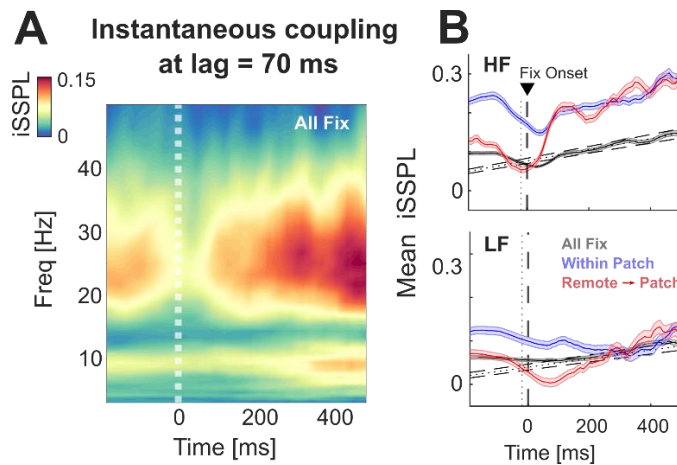 A
Instantaneous coupling
at lag = 70 ms
iSSPL
0.15
0
All Fix
Freq [Hz]
40
30
20
10
0
200
400
Time [ms]
B
HF
Fix Onset
0.3
0
Mean iSSPL
LF
All Fix
Within Patch
Remote → Patch
0.3
0
0
200
400
Time [ms]